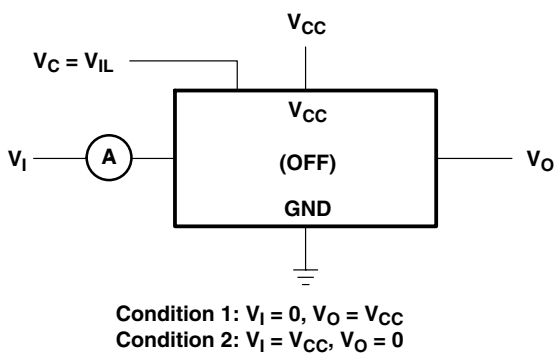 V_CC
V_C = V_IL
V_CC
V_I
A
(OFF)
V_O
GND
Condition 1: V_I = 0, V_O = V_CC
Condition 2: V_I = V_CC, V_O = 0